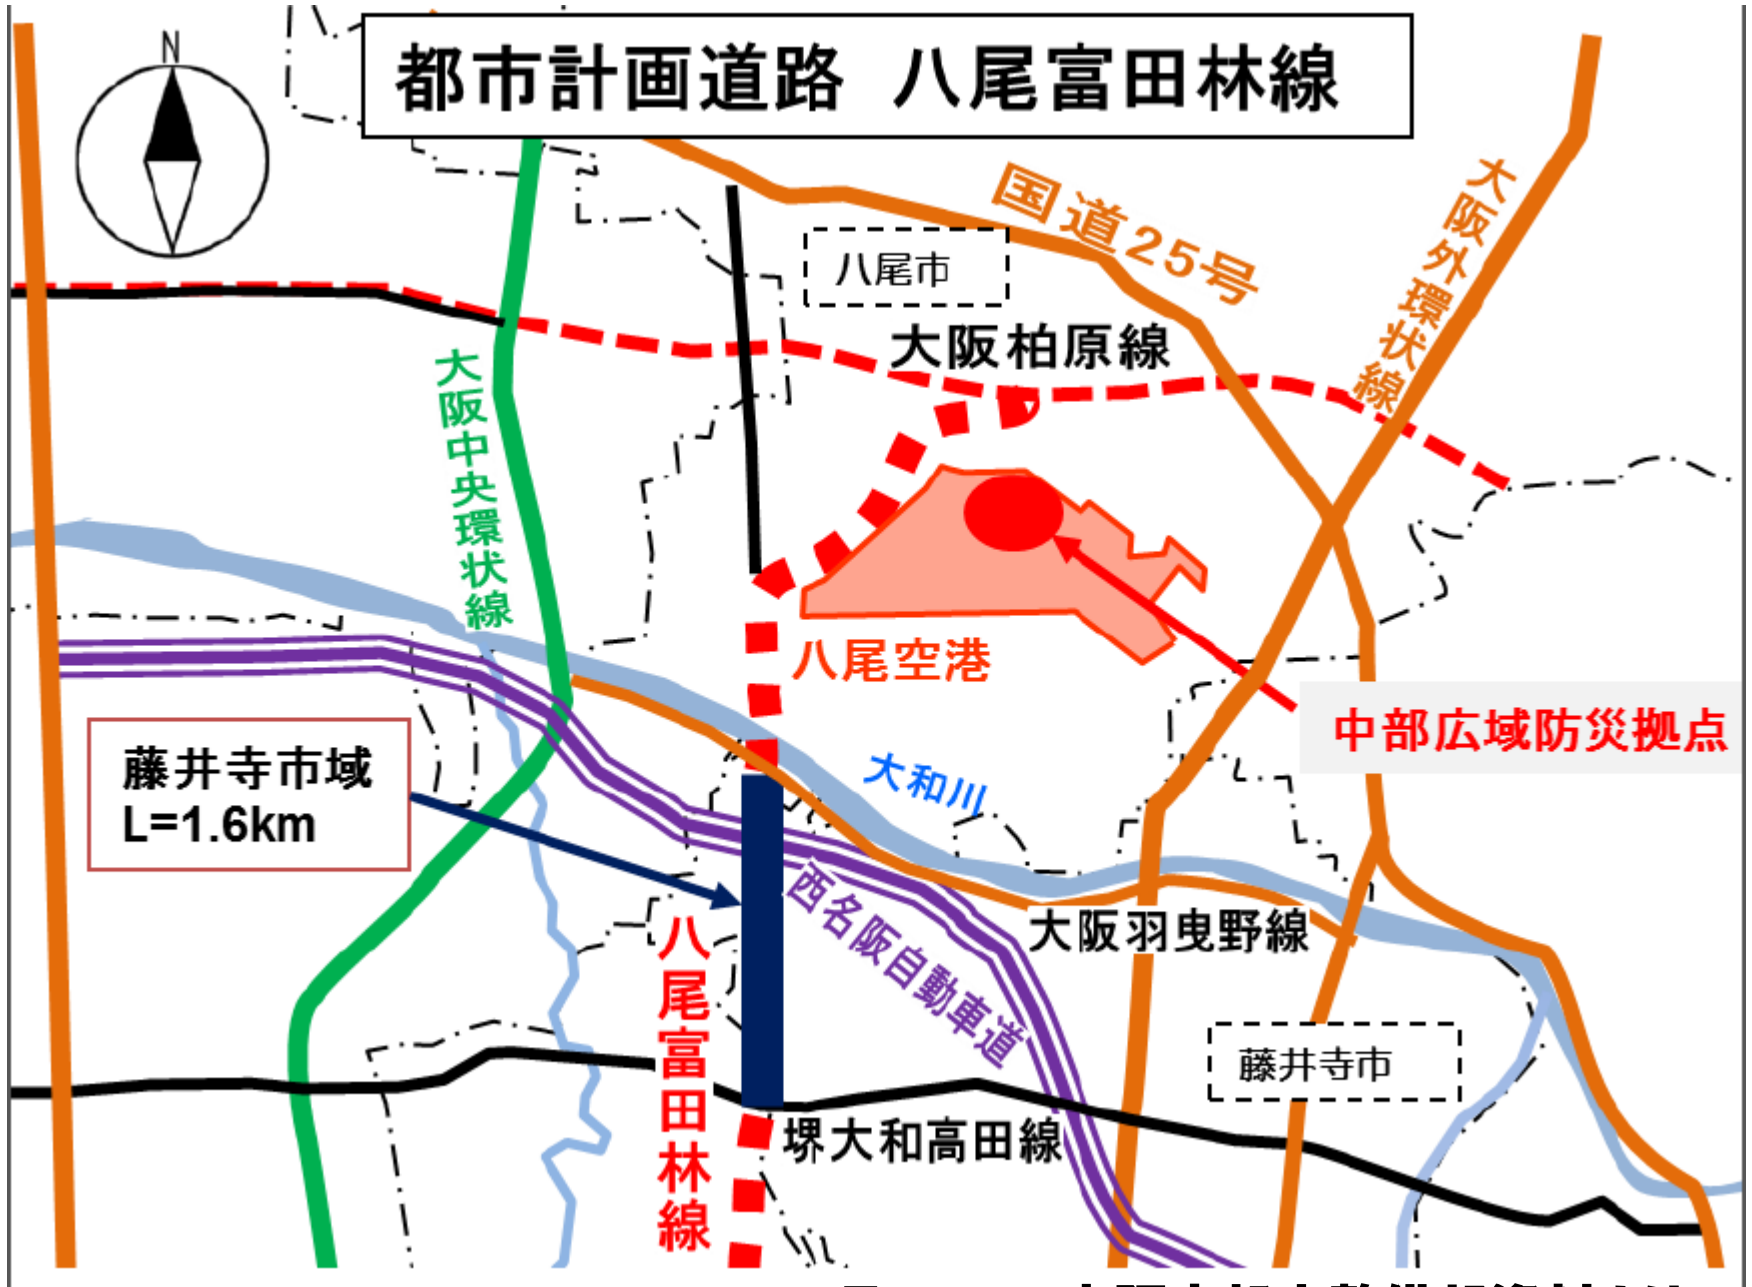 N
都市計画道路 八尾富田林線
国道25号
大阪外環状線
八尾市
大阪柏原線
大阪中央環状線
八尾空港
中部広域防災拠点
藤井寺市域
L=1.6km
大和川
西名阪自動車道
大阪羽曳野線
八尾富田林線
藤井寺市
堺大和高田線